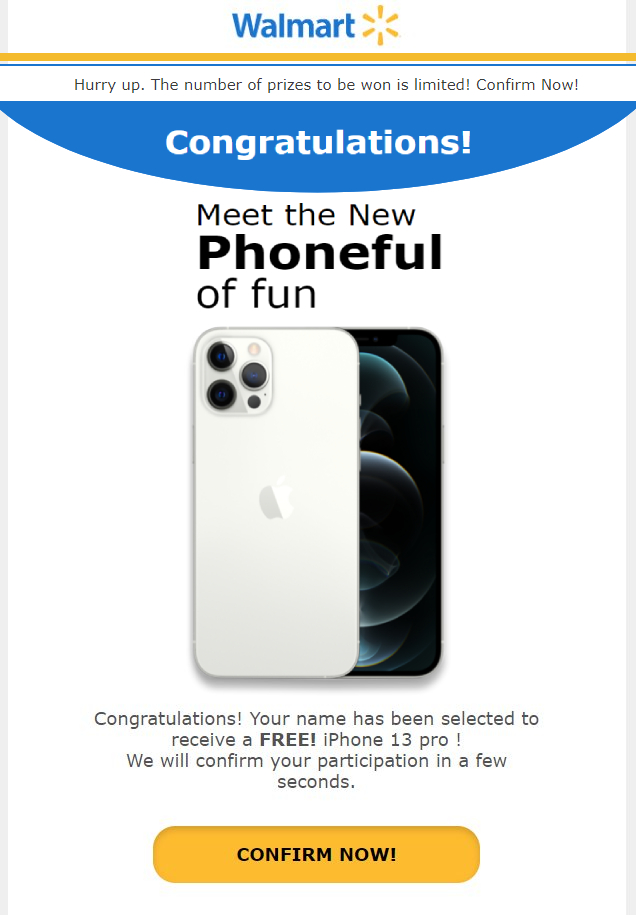 Walmart
Hurry up. The number of prizes to be won is limited! Confirm Now!
Congratulations!
Meet the New
Phoneful
of fun
Congratulations! Your name has been selected to
receive a FREE! iPhone 13 pro !
We will confirm your participation in a few
seconds.
CONFIRM NOW!